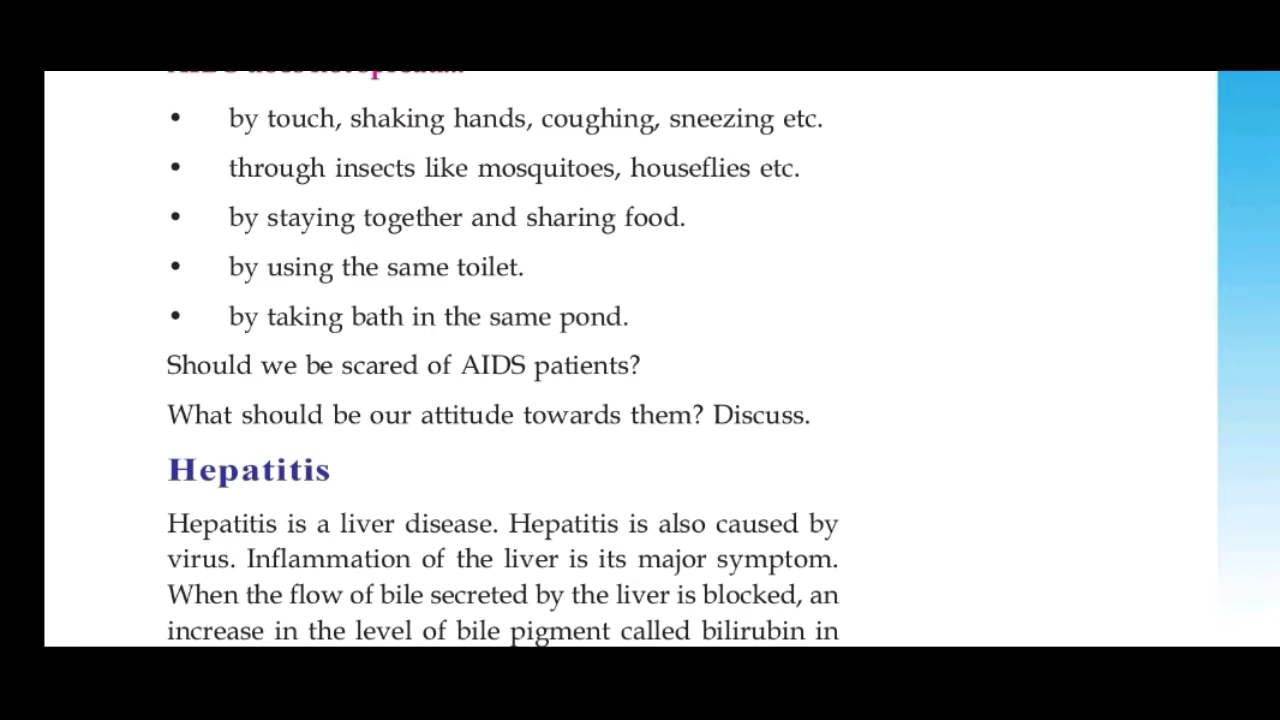 AIDS does not spread...
• by touch, shaking hands, coughing, sneezing etc.
• through insects like mosquitoes, houseflies etc.
• by staying together and sharing food.
• by using the same toilet.
• by taking bath in the same pond.
Should we be scared of AIDS patients?
What should be our attitude towards them? Discuss.
Hepatitis
Hepatitis is a liver disease. Hepatitis is also caused by
virus. Inflammation of the liver is its major symptom.
When the flow of bile secreted by the liver is blocked, an
increase in the level of bile pigment called bilirubin in